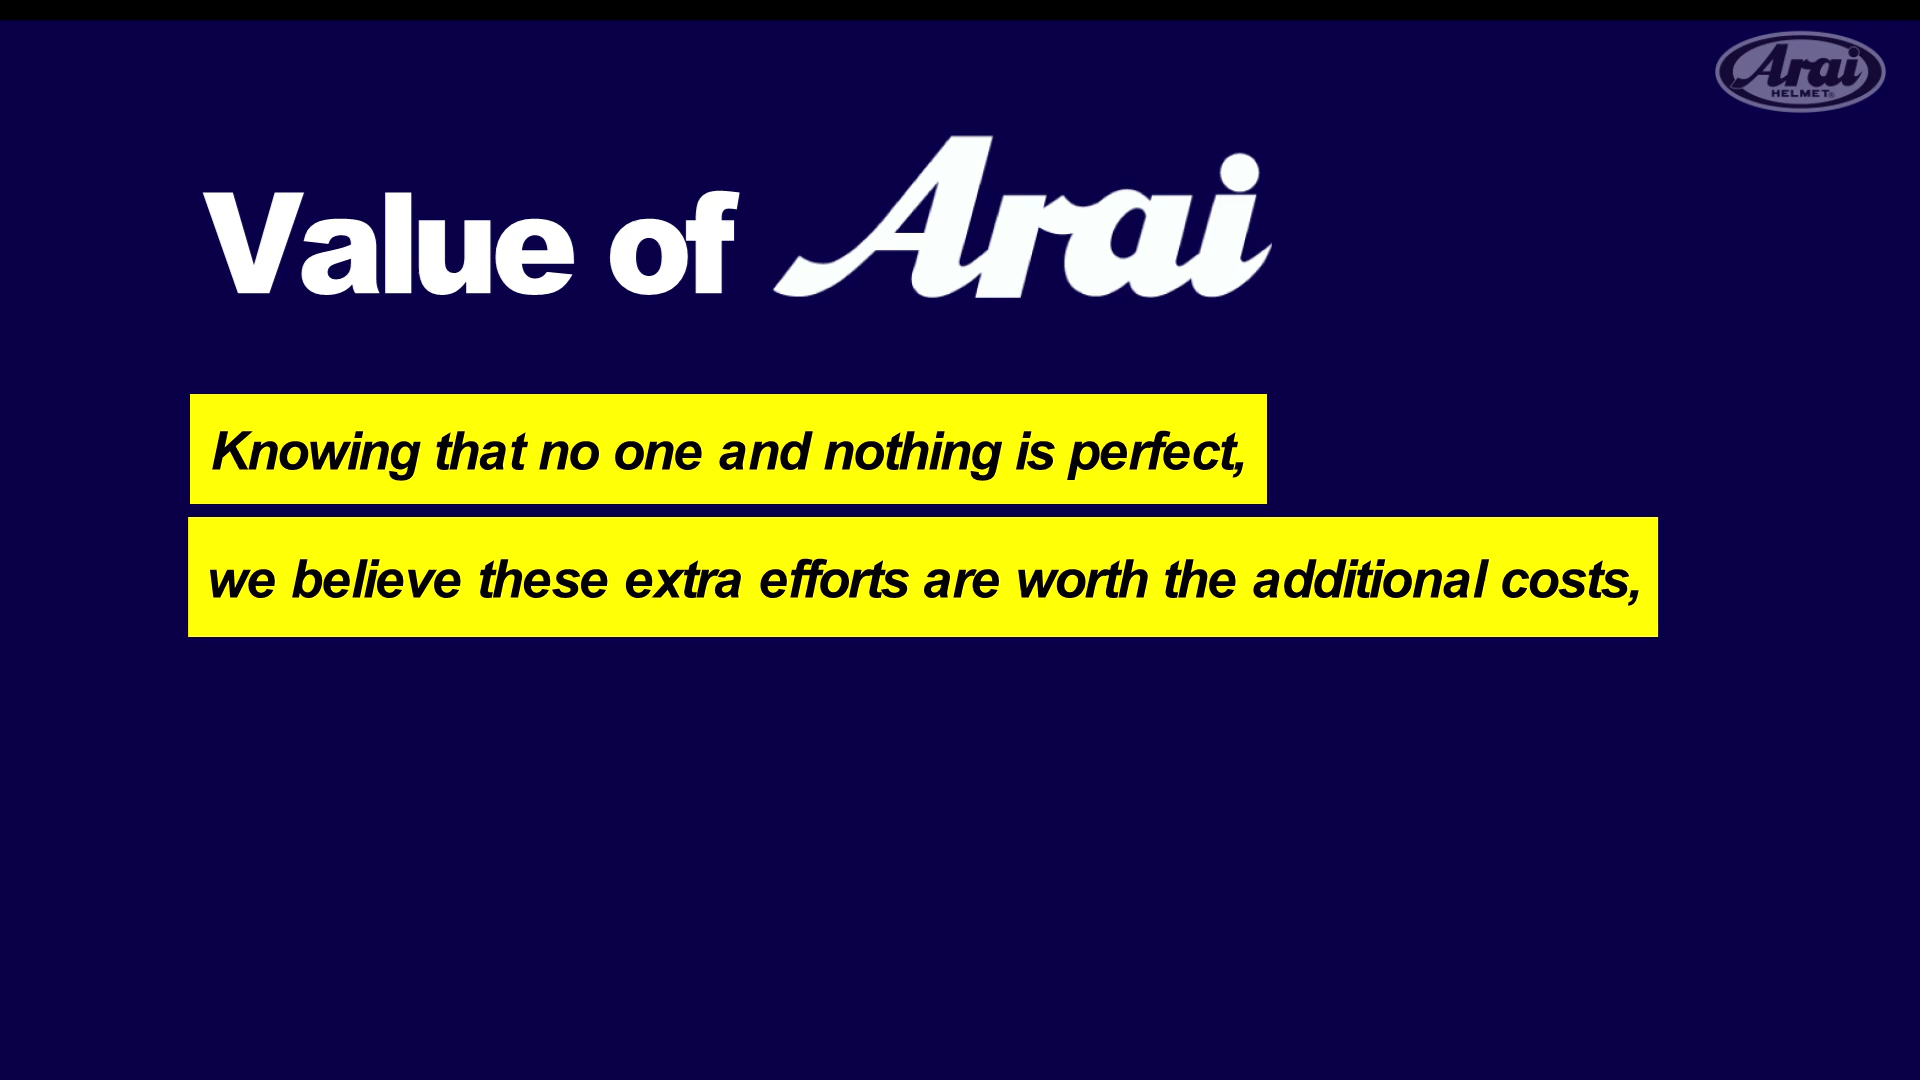 Arai
HELMET
Value of Arai
Knowing that no one and nothing is perfect,
we believe these extra efforts are worth the additional costs,